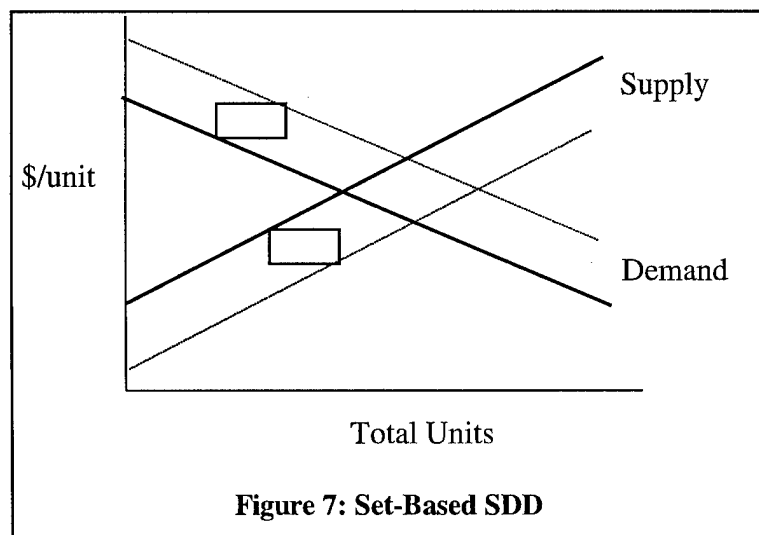 Supply
$/unit
Demand
Total Units
Figure 7: Set-Based SDD